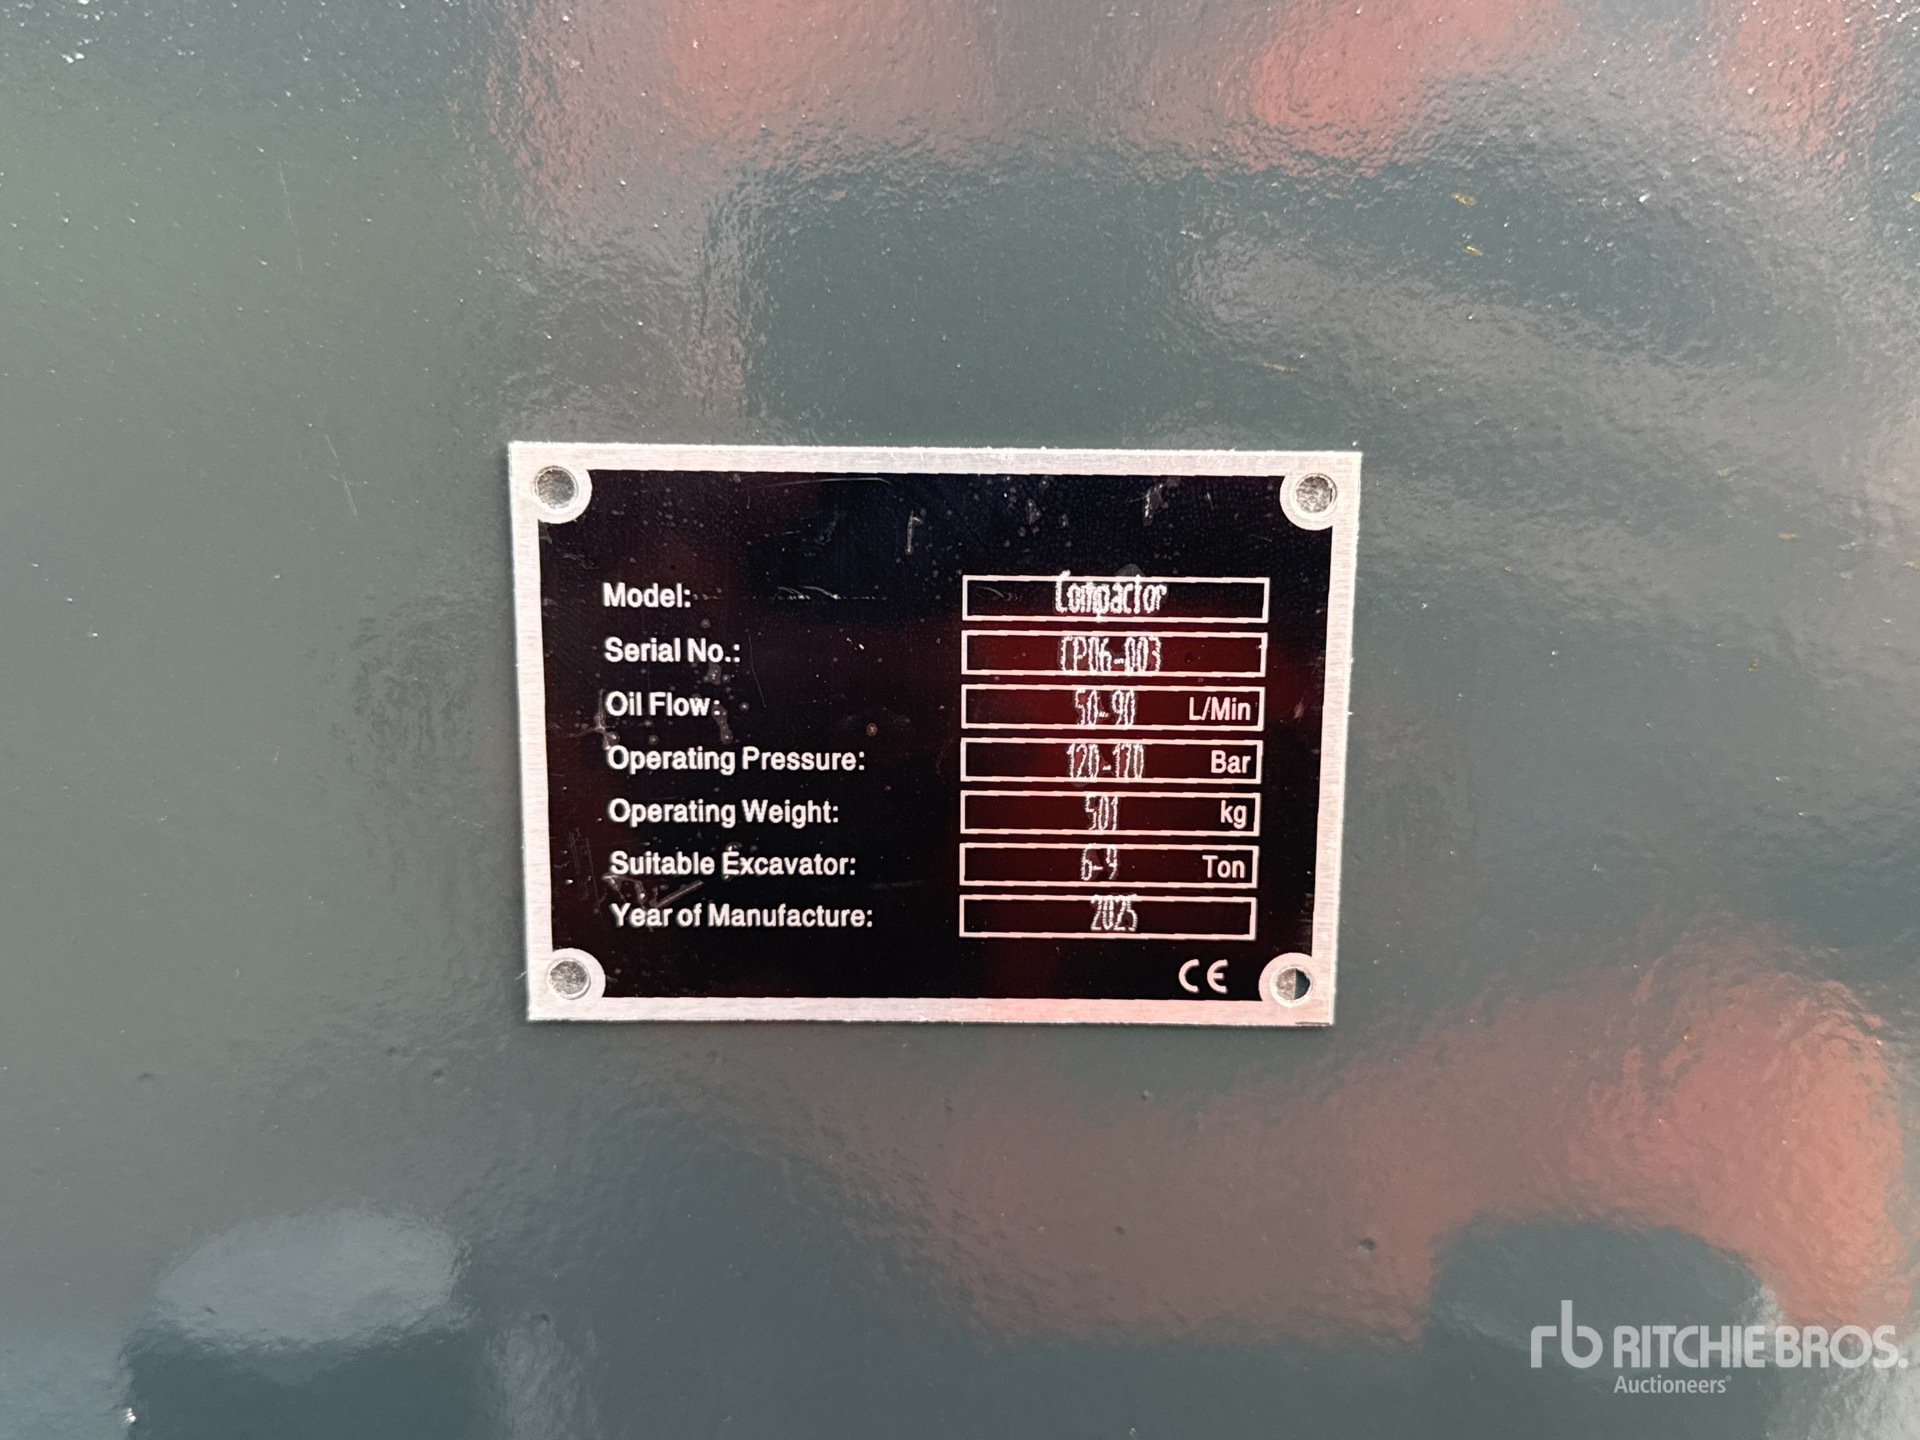 Model: Compactor
Serial No.: CP06-003
Oil Flow: 50-90 L/Min
Operating Pressure: 120-170 Bar
Operating Weight: 501 kg
Suitable Excavator: 6-9 Ton
Year of Manufacture: 2025
CE
rb RITCHIE BROS.
Auctioneers